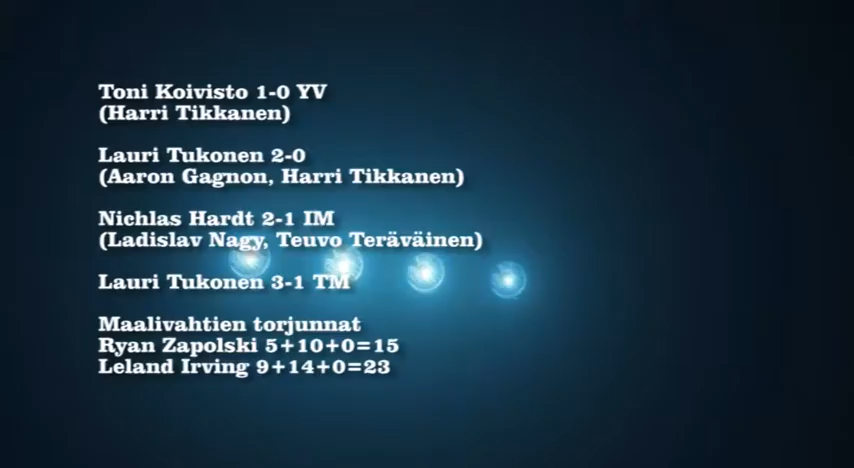 Toni Koivisto 1-0 YV
(Harri Tikkanen)
Lauri Tukonen 2-0
(Aaron Gagnon, Harri Tikkanen)
Nichlas Hardt 2-1 IM
(Ladislav Nagy, Teuvo Teräväinen)
Lauri Tukonen 3-1 TM
Maalivahtien torjunnat
Ryan Zapolski 5+10+0=15
Leland Irving 9+14+0=23